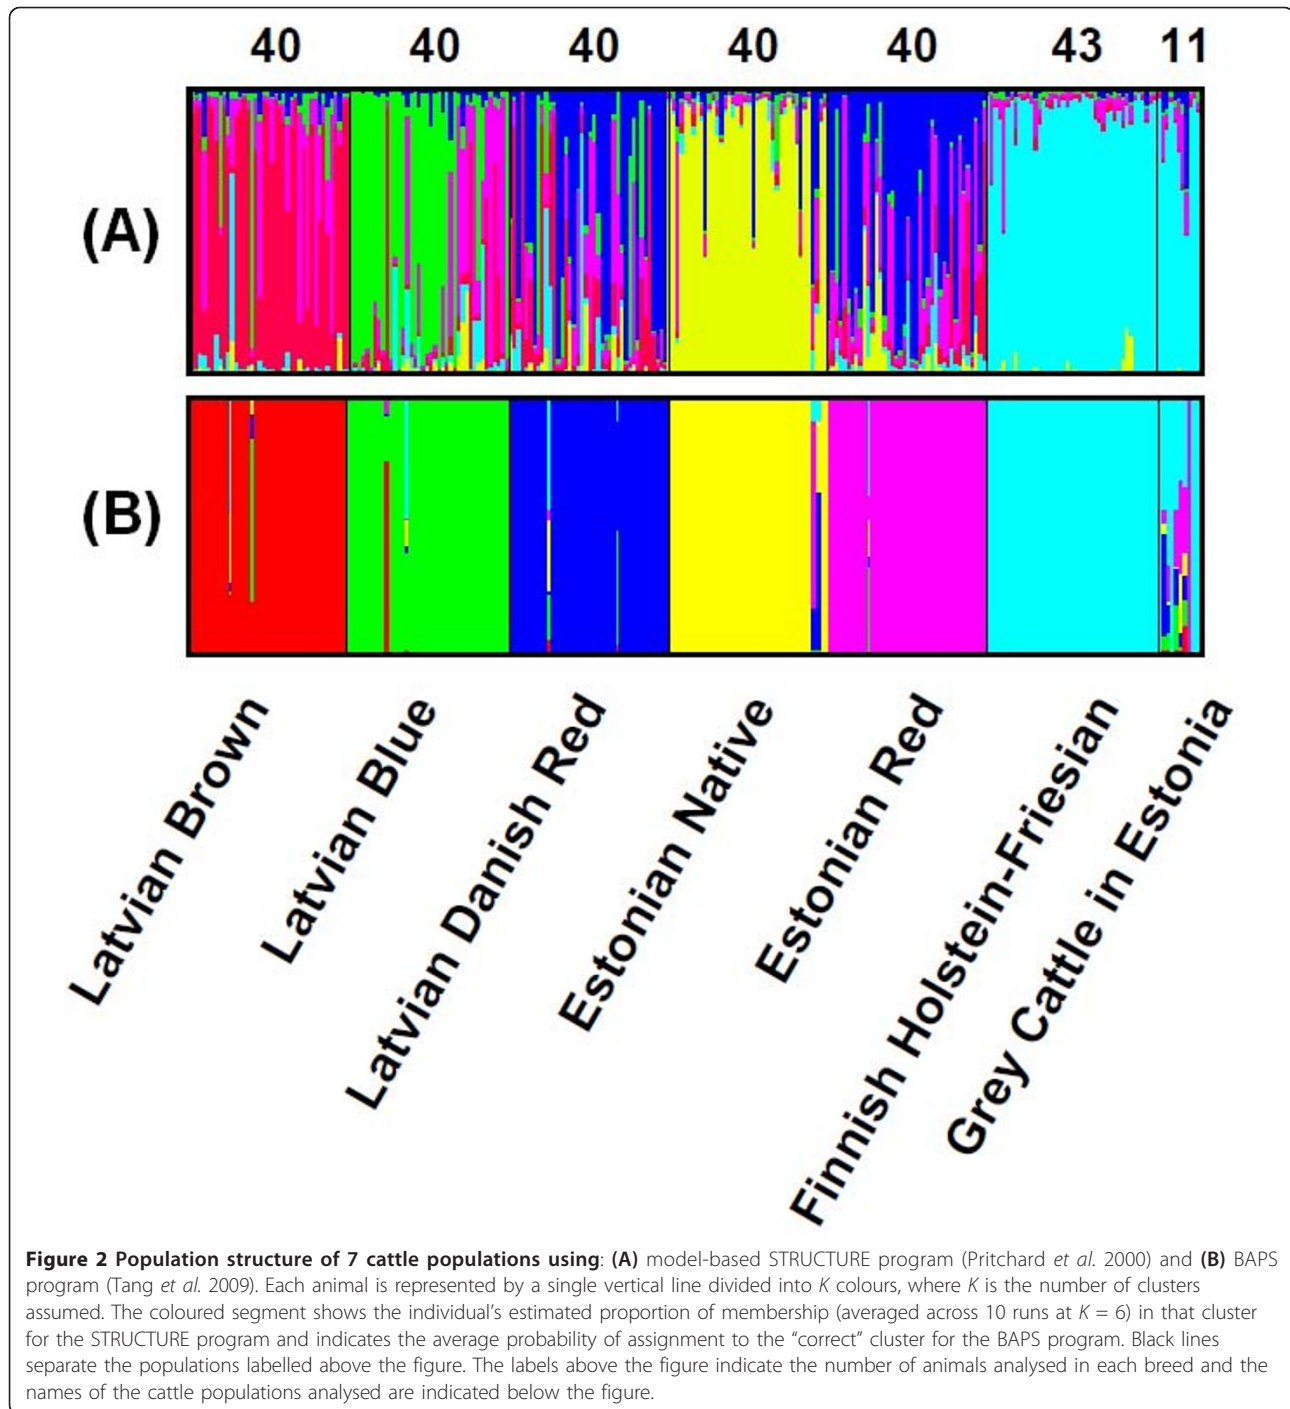 40 40 40 40 40 43 11
(A)
(B)
Latvian Brown
Latvian Blue
Latvian Danish Red
Estonian Native
Estonian Red
Finnish Holstein-Friesian
Grey Cattle in Estonia
Figure 2 Population structure of 7 cattle populations using: (A) model-based STRUCTURE program (Pritchard et al. 2000) and (B) BAPS
program (Tang et al. 2009). Each animal is represented by a single vertical line divided into K colours, where K is the number of clusters
assumed. The coloured segment shows the individual's estimated proportion of membership (averaged across 10 runs at K = 6) in that cluster
for the STRUCTURE program and indicates the average probability of assignment to the “correct” cluster for the BAPS program. Black lines
separate the populations labelled above the figure. The labels above the figure indicate the number of animals analysed in each breed and the
names of the cattle populations analysed are indicated below the figure.